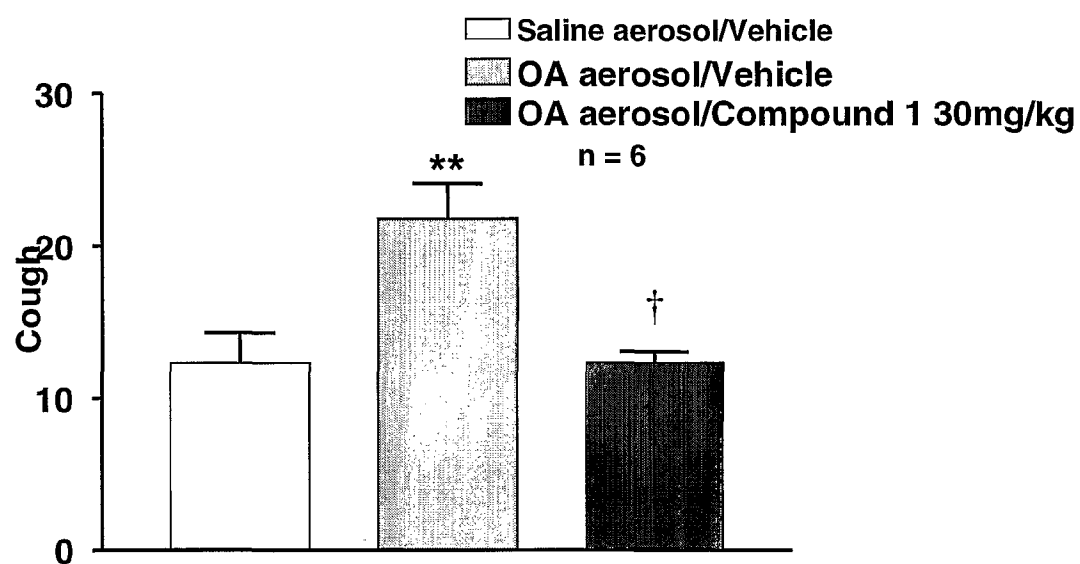 Saline aerosol/Vehicle
OA aerosol/Vehicle
OA aerosol/Compound 1 30mg/kg
n = 6
30
20
10
0
Cough
**
†